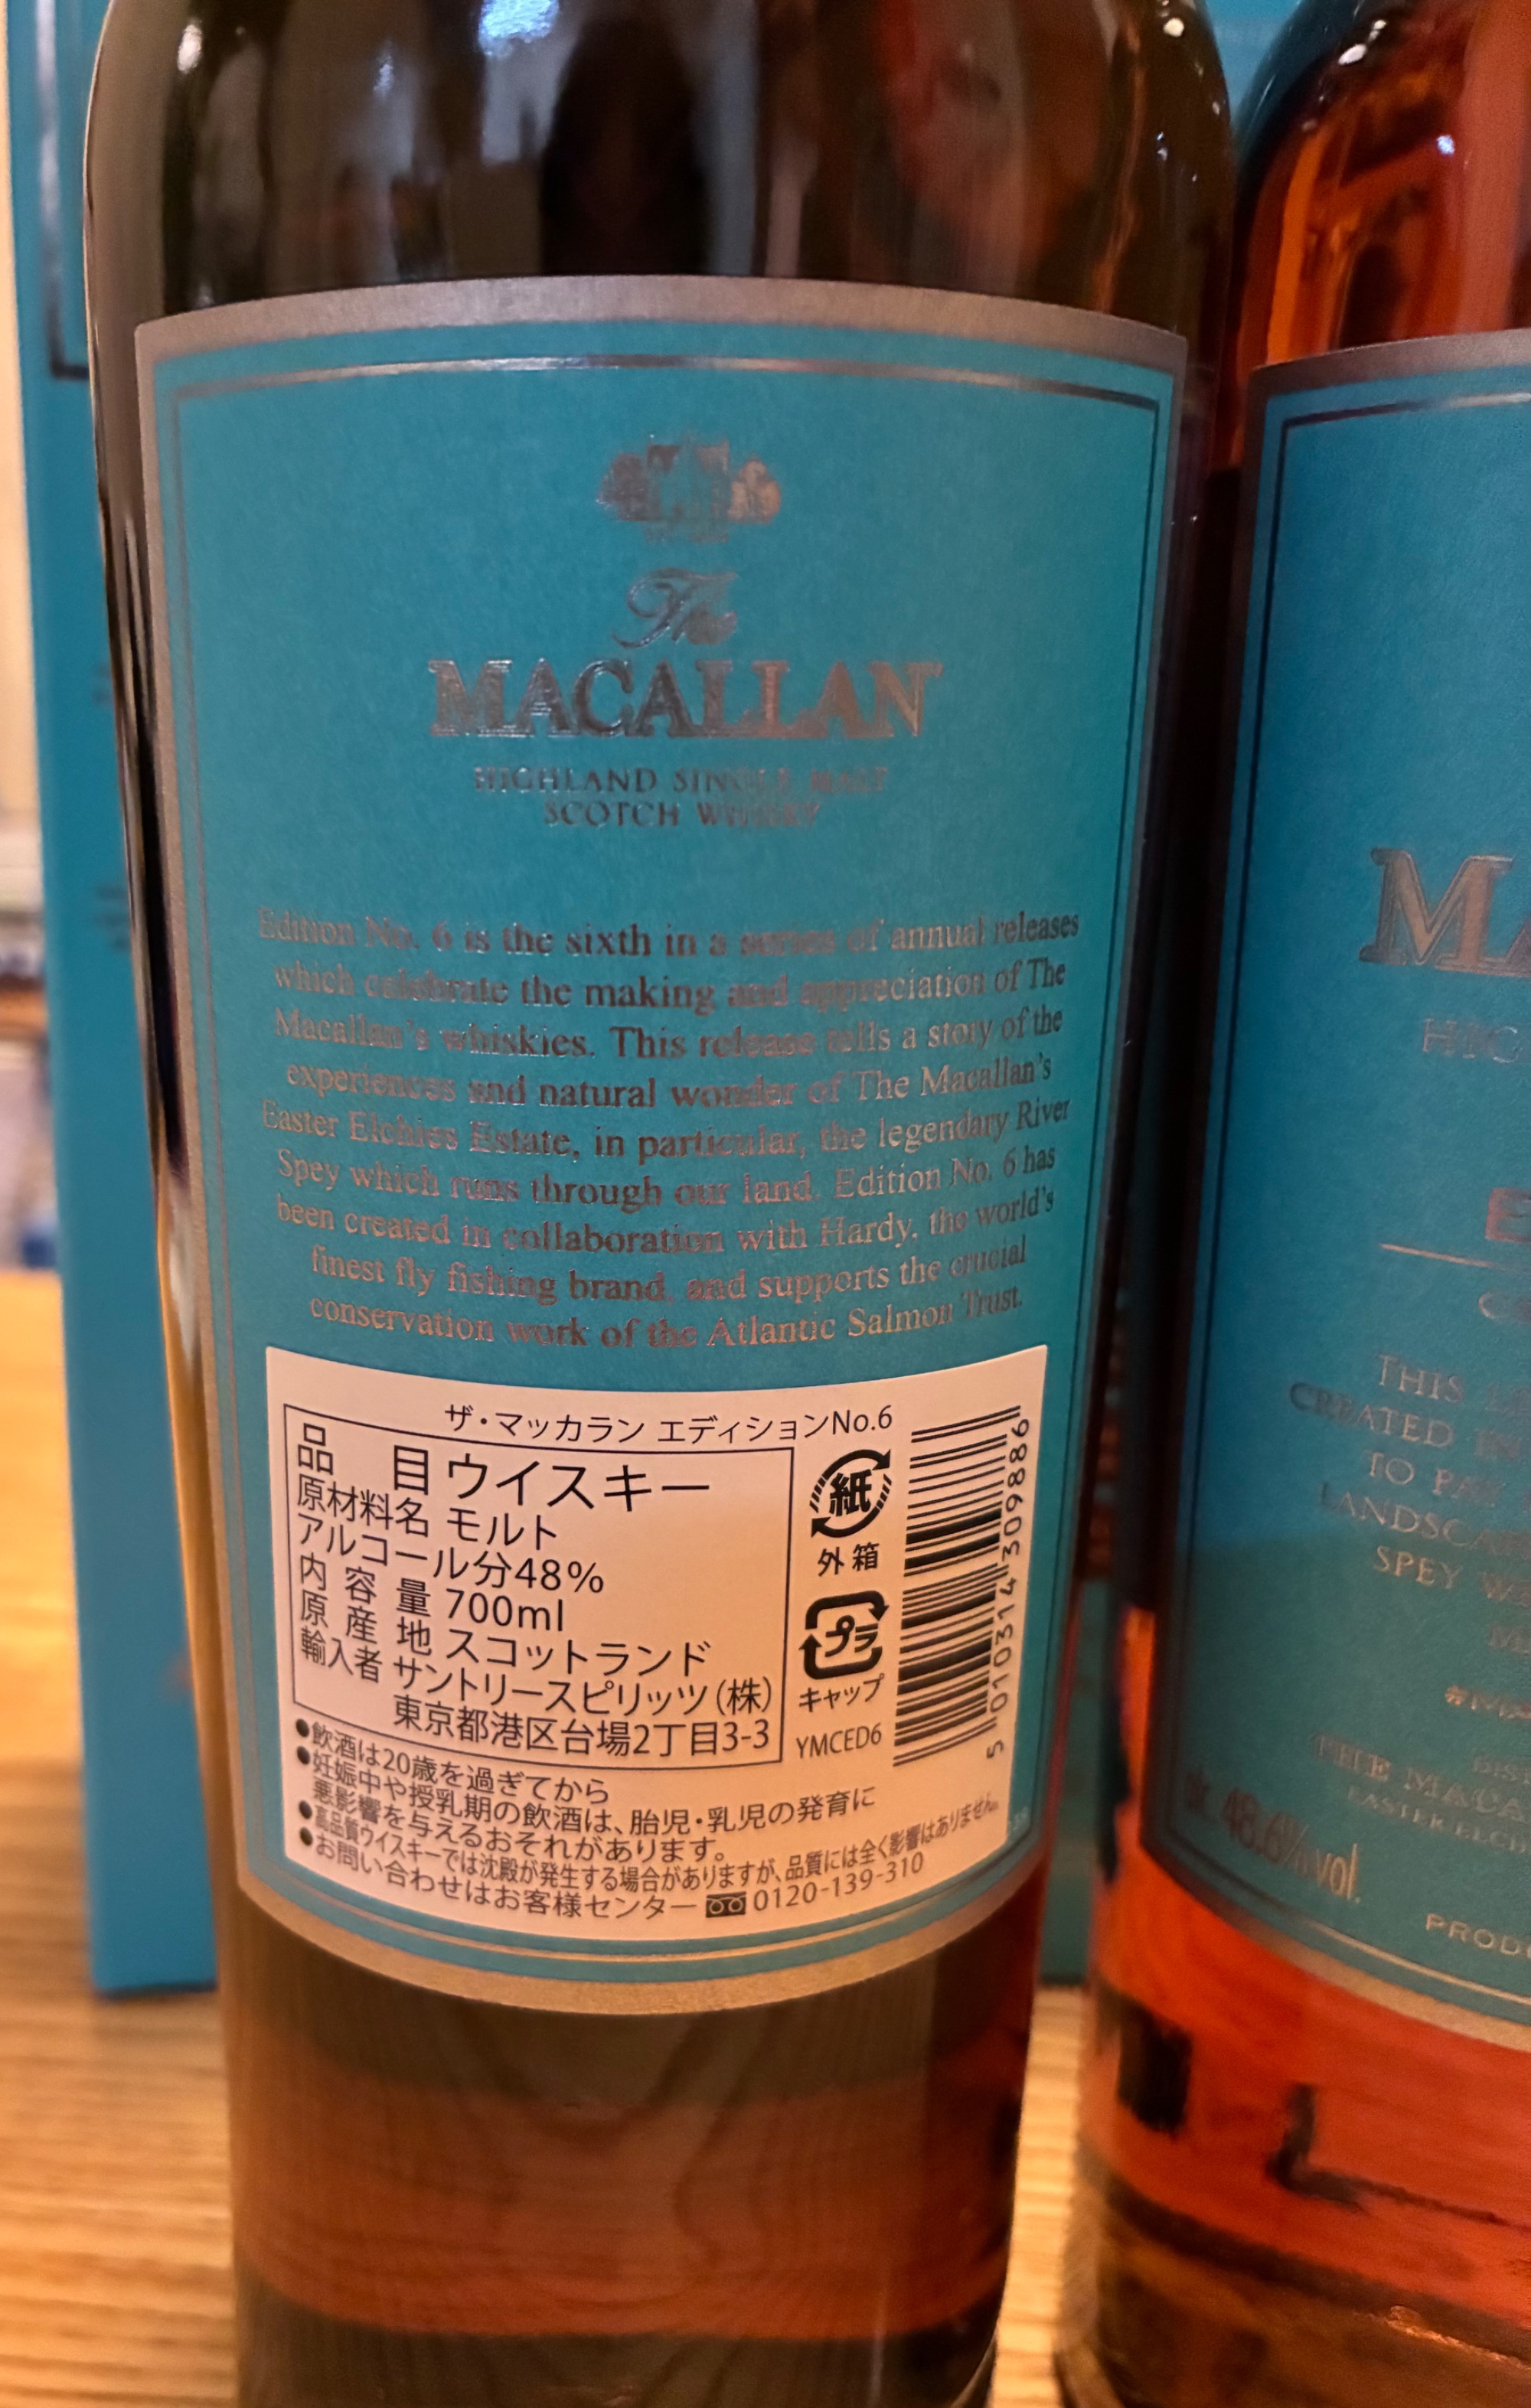 The
MACALLAN
HIGHLAND SINGLE MALT
SCOTCH WHISKY
Edition No. 6 is the sixth in a series of annual releases
which celebrate the making and appreciation of The
Macallan's whiskies. This release tells a story of the
experiences and natural wonder of The Macallan's
Easter Elchies Estate, in particular, the legendary River
Spey which runs through our land. Edition No. 6 has
been created in collaboration with Hardy, the world's
finest fly fishing brand, and supports the crucial
conservation work of the Atlantic Salmon Trust.
ザ・マッカラン エディションNo.6
品 目 ウイスキー
原材料名 モルト
アルコール分48%
内容量 700ml
原産地 スコットランド
輸入者 サントリースピリッツ(株)
東京都港区台場2丁目3-3
紙
外箱
プラ
キャップ
YMCED6
5 010314 309886
●飲酒は20歳を過ぎてから
●妊娠中や授乳期の飲酒は、胎児・乳児の発育に
悪影響を与えるおそれがあります。
●高品質ウイスキーでは沈殿が発生する場合がありますが、品質には全く影響はありません。
●お問い合わせはお客様センター 0120-139-310
THIS
CREATED
TO
LANDSCA
SPEY
THE MACA
48.6% vol.
PROD